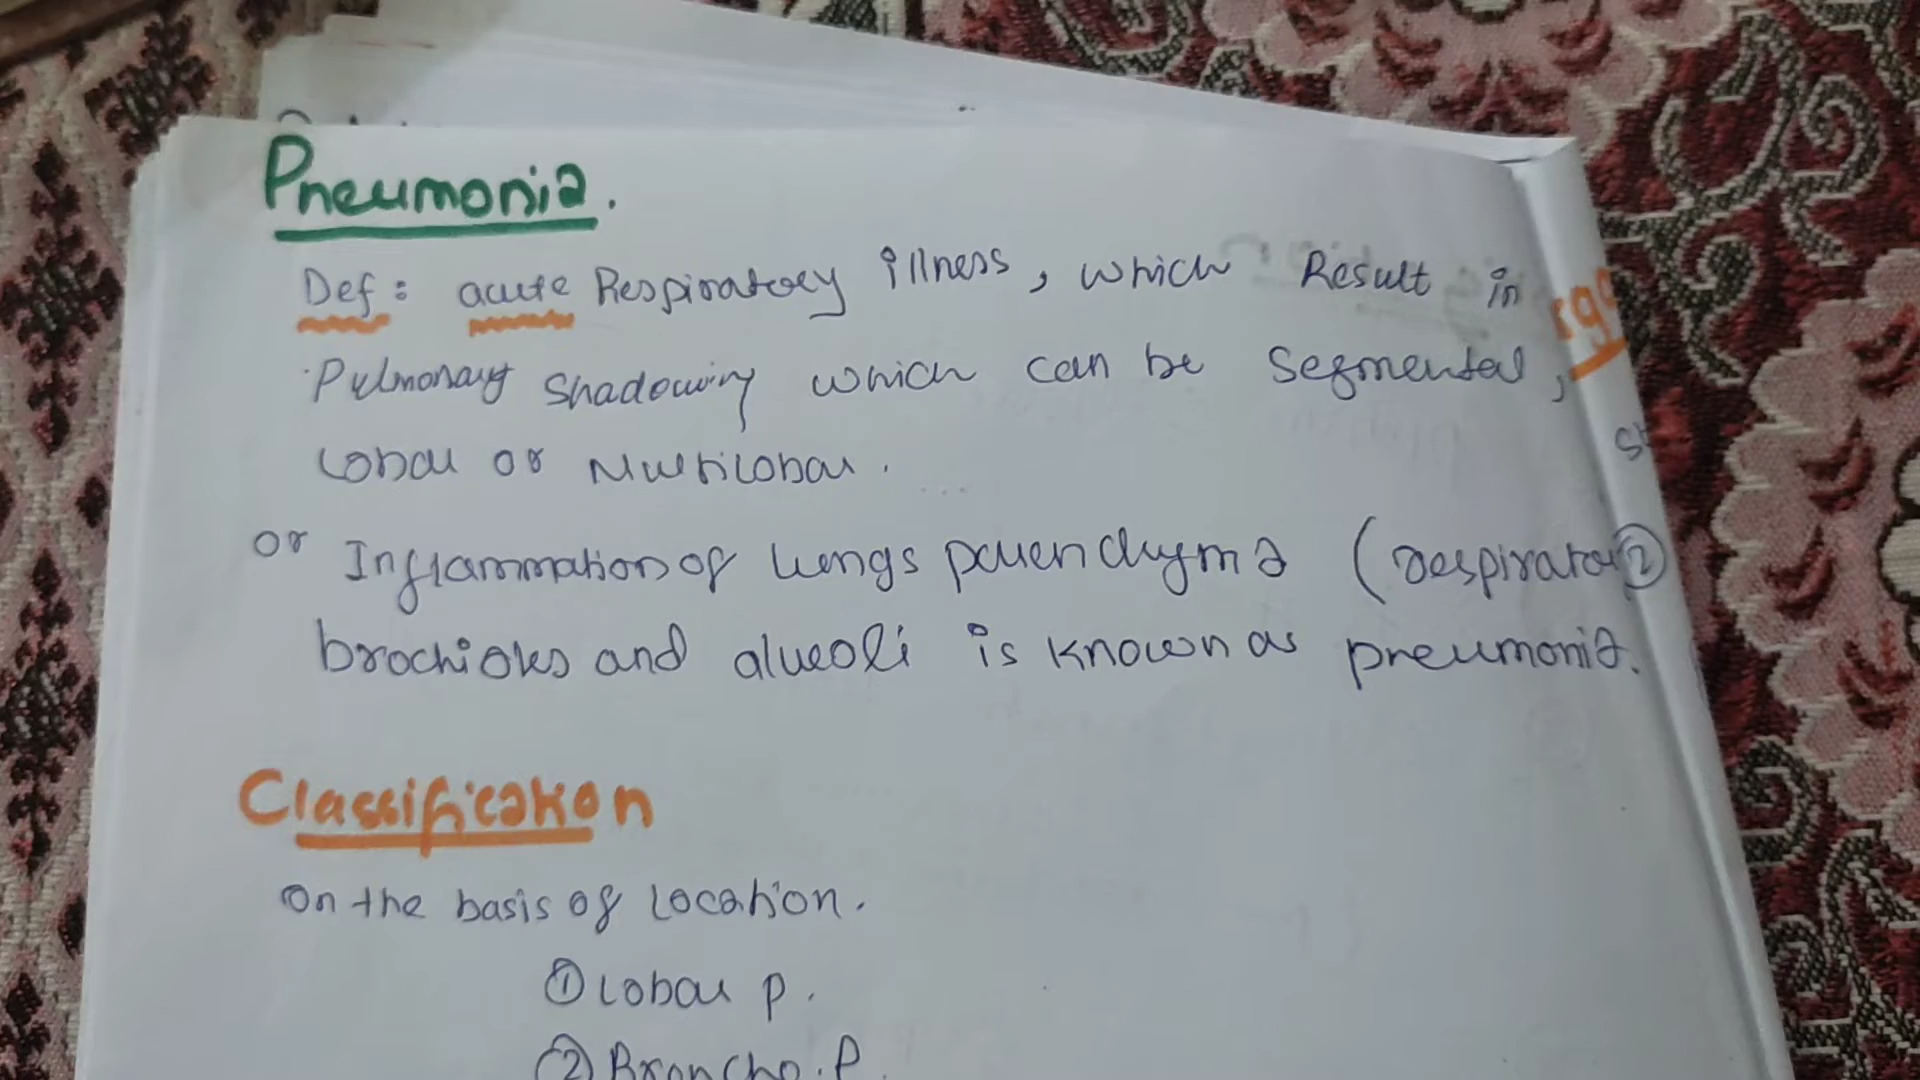 Pneumonia.
Def: acute Respiratory illness, which Result in
Pulmonary shadowing which can be segmental,
Lobar or Multilobar.
or Inflammation of lungs parenchyma (respirato
brochioles and alveoli is known as pneumonia.
Classification
On the basis of Location.
① Lobar p.
② Broncho.P.
②